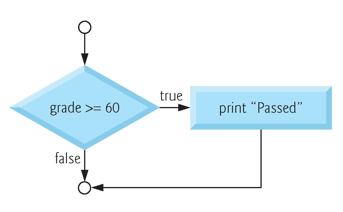 true
grade >= 60
print “Passed”
false